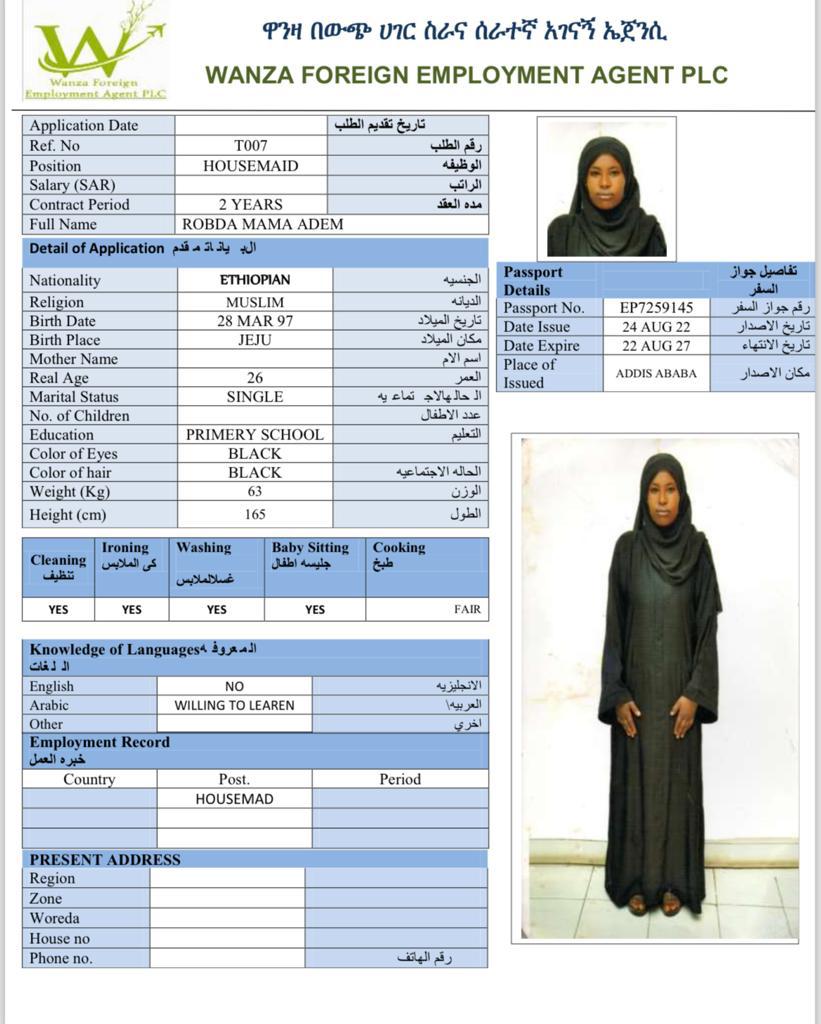 Wanza Foreign
Employment Agent PLC
ዋንዛ በውጭ ሀገር ስራና ሰራተኛ አገናኝ ኤጀንሲ
WANZA FOREIGN EMPLOYMENT AGENT PLC
Application Date تاريخ تقديم الطلب
Ref. No T007 رقم الطلب
Position HOUSEMAID الوظيفه
Salary (SAR) الراتب
Contract Period 2 YEARS مده العقد
Full Name ROBDA MAMA ADEM
Detail of Application الب يانات مقدم
Nationality ETHIOPIAN الجنسيه
Religion MUSLIM الديانه
Birth Date 28 MAR 97 تاريخ الميلاد
Birth Place JEJU مكان الميلاد
Mother Name اسم الام
Real Age 26 العمر
Marital Status SINGLE الحالهالاج تماعيه
No. of Children عدد الاطفال
Education PRIMERY SCHOOL التعليم
Color of Eyes BLACK
Color of hair BLACK الحاله الاجتماعيه
Weight (Kg) 63 الوزن
Height (cm) 165 الطول
Passport Details تفاصيل جواز السفر
Passport No. EP7259145 رقم جواز السفر
Date Issue 24 AUG 22 تاريخ الاصدار
Date Expire 22 AUG 27 تاريخ الانتهاء
Place of Issued ADDIS ABABA مكان الاصدار
Cleaning تنظيف Ironing كى الملابس Washing غسلالملابس Baby Sitting جليسه اطفال Cooking طبخ
YES YES YES YES FAIR
Knowledge of Languages المعروفه
اللغات
English NO الانجليزيه
Arabic WILLING TO LEAREN العربيه\
Other اخري
Employment Record
خبره العمل
Country Post. Period
HOUSEMAD
PRESENT ADDRESS
Region
Zone
Woreda
House no
Phone no. رقم الهاتف